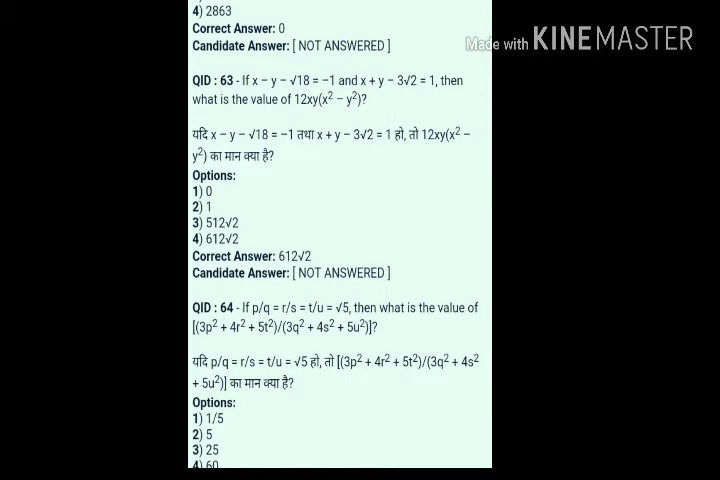 4) 2863
Correct Answer: 0
Candidate Answer: [ NOT ANSWERED ]
Made with KINEMASTER
QID : 63 - If x − y − √18 = −1 and x + y − 3√2 = 1, then
what is the value of 12xy(x² − y²)?
यदि x − y − √18 = −1 तथा x + y − 3√2 = 1 हो, तो 12xy(x² −
y²) का मान क्या है?
Options:
1) 0
2) 1
3) 512√2
4) 612√2
Correct Answer: 612√2
Candidate Answer: [ NOT ANSWERED ]
QID : 64 - If p/q = r/s = t/u = √5, then what is the value of
[(3p² + 4r² + 5t²)/(3q² + 4s² + 5u²)]?
यदि p/q = r/s = t/u = √5 हो, तो [(3p² + 4r² + 5t²)/(3q² + 4s²
+ 5u²)] का मान क्या है?
Options:
1) 1/5
2) 5
3) 25
4) 60